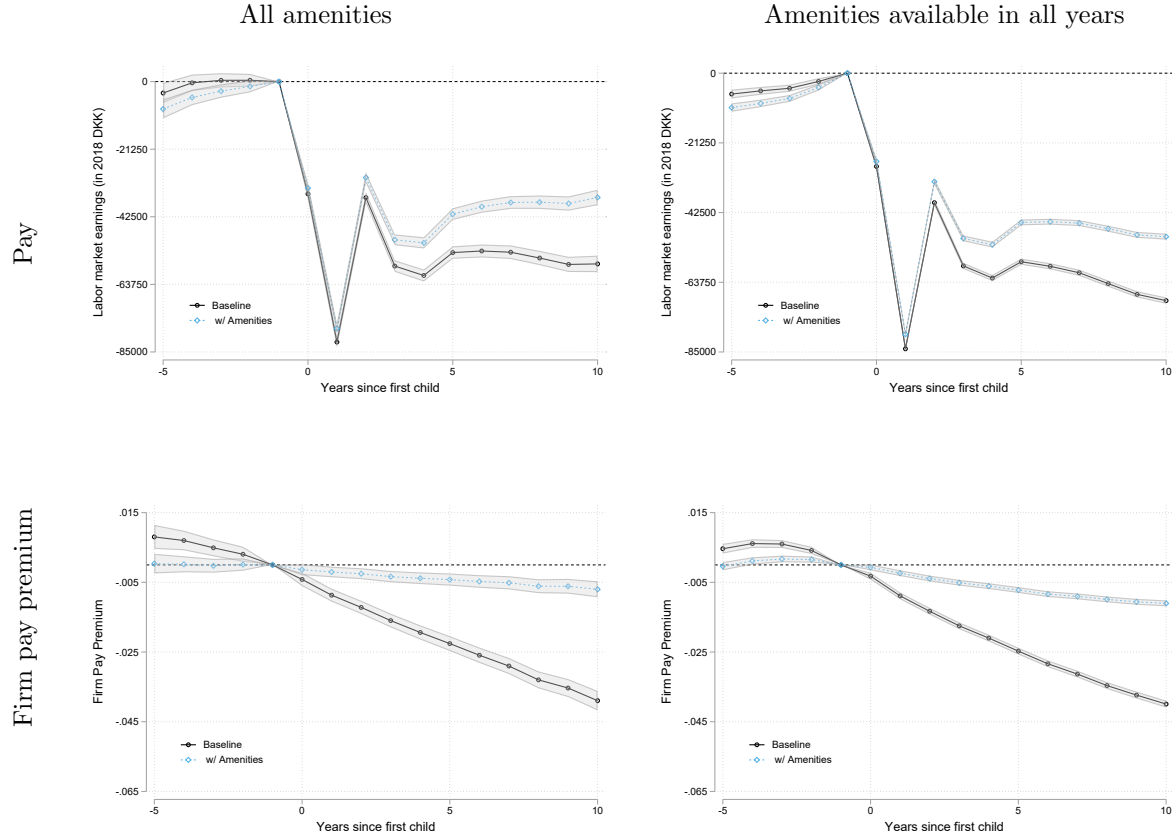 All amenities
Amenities available in all years
Pay
Labor market earnings (in 2018 DKK)
0
-21250
-42500
-63750
-85000
Baseline
w/ Amenities
-5
0
5
10
Years since first child
Labor market earnings (in 2018 DKK)
0
-21250
-42500
-63750
-85000
Baseline
w/ Amenities
-5
0
5
10
Years since first child
Firm pay premium
Firm Pay Premium
.015
-.005
-.025
-.045
-.065
Baseline
w/ Amenities
-5
0
5
10
Years since first child
Firm Pay Premium
.015
-.005
-.025
-.045
-.065
Baseline
w/ Amenities
-5
0
5
10
Years since first child